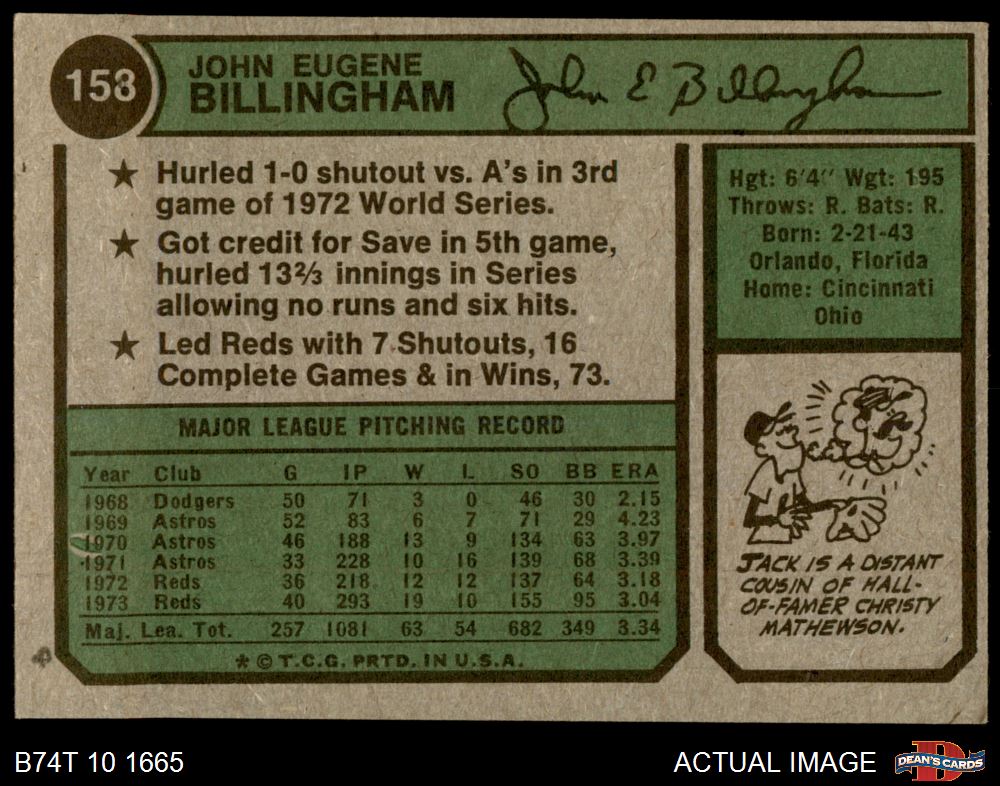 158
JOHN EUGENE
BILLINGHAM
John E Billingham
★ Hurled 1-0 shutout vs. A's in 3rd
game of 1972 World Series.
★ Got credit for Save in 5th game,
hurled 13⅔ innings in Series
allowing no runs and six hits.
★ Led Reds with 7 Shutouts, 16
Complete Games & in Wins, 73.
Hgt: 6'4" Wgt: 195
Throws: R. Bats: R.
Born: 2-21-43
Orlando, Florida
Home: Cincinnati
Ohio
MAJOR LEAGUE PITCHING RECORD
Year Club G IP W L SO BB ERA
1968 Dodgers 50 71 3 0 46 30 2.15
1969 Astros 52 83 6 7 71 29 4.23
1970 Astros 46 188 13 9 134 63 3.97
1971 Astros 33 228 10 16 139 68 3.39
1972 Reds 36 218 12 12 137 64 3.18
1973 Reds 40 293 19 10 155 95 3.04
Maj. Lea. Tot. 257 1081 63 54 682 349 3.34
* © T.C.G. PRTD. IN U.S.A.
JACK IS A DISTANT
COUSIN OF HALL-
OF-FAMER CHRISTY
MATHEWSON.
B74T 10 1665
ACTUAL IMAGE
D
DEAN'S CARDS